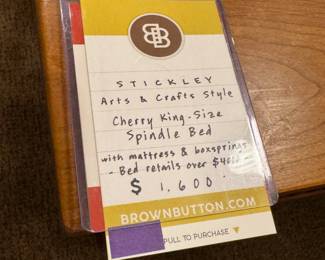 BB
STICKLEY
Arts & Crafts Style
Cherry King-Size
Spindle Bed
with mattress & boxsprings
- Bed retails over
$ 1,600
BROWNBUTTON.COM
PULL TO PURCHASE